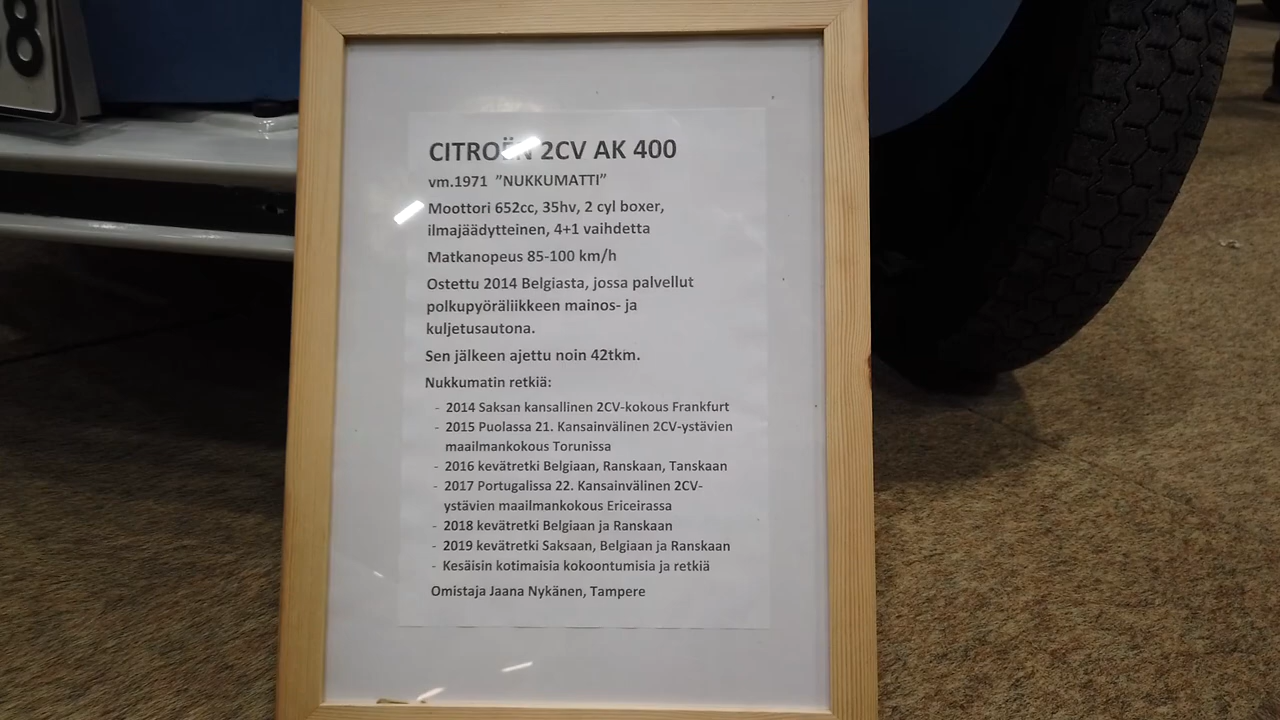 8
CITROËN 2CV AK 400
vm.1971 ”NUKKUMATTI”
Moottori 652cc, 35hv, 2 cyl boxer,
ilmajäädytteinen, 4+1 vaihdetta
Matkanopeus 85-100 km/h
Ostettu 2014 Belgiasta, jossa palvellut
polkupyöräliikkeen mainos- ja
kuljetusautona.
Sen jälkeen ajettu noin 42tkm.
Nukkumatin retkiä:
- 2014 Saksan kansallinen 2CV-kokous Frankfurt
- 2015 Puolassa 21. Kansainvälinen 2CV-ystävien
maailmankokous Torunissa
- 2016 kevätretki Belgiaan, Ranskaan, Tanskaan
- 2017 Portugalissa 22. Kansainvälinen 2CV-
ystävien maailmankokous Ericeirassa
- 2018 kevätretki Belgiaan ja Ranskaan
- 2019 kevätretki Saksaan, Belgiaan ja Ranskaan
- Kesäisin kotimaisia kokoontumisia ja retkiä
Omistaja Jaana Nykänen, Tampere